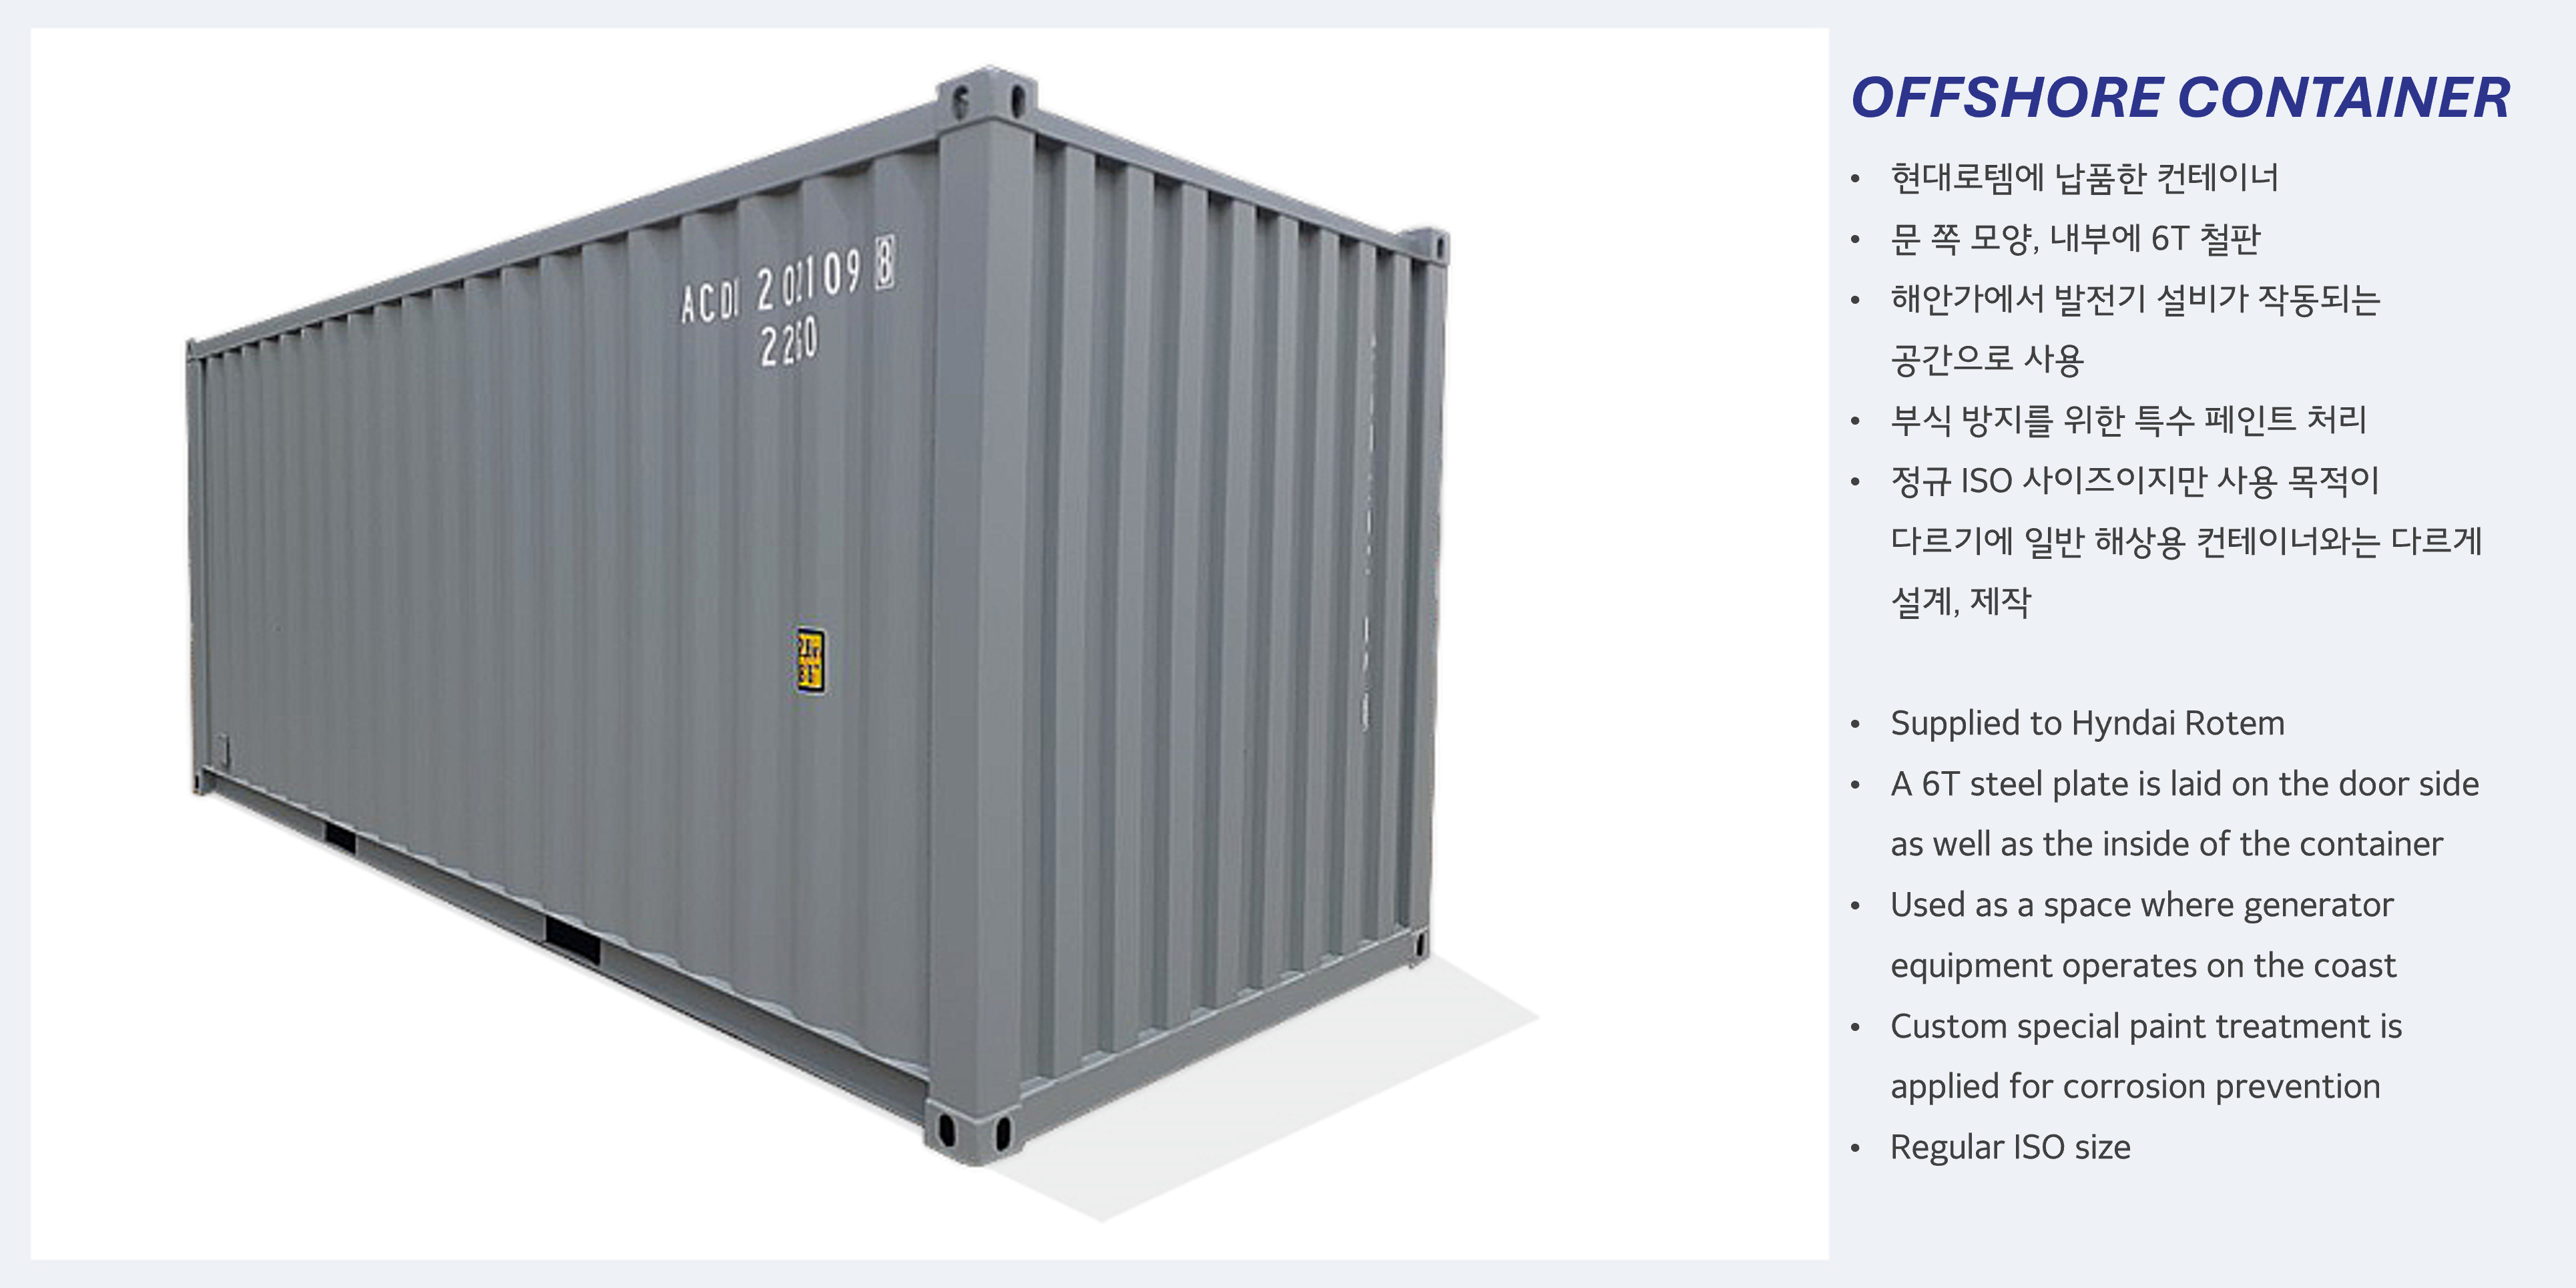 OFFSHORE CONTAINER
• 현대로템에 납품한 컨테이너
• 문 쪽 모양, 내부에 6T 철판
• 해안가에서 발전기 설비가 작동되는
공간으로 사용
• 부식 방지를 위한 특수 페인트 처리
• 정규 ISO 사이즈이지만 사용 목적이
다르기에 일반 해상용 컨테이너와는 다르게
설계, 제작
• Supplied to Hyndai Rotem
• A 6T steel plate is laid on the door side
as well as the inside of the container
• Used as a space where generator
equipment operates on the coast
• Custom special paint treatment is
applied for corrosion prevention
• Regular ISO size
ACDI 202109 8
22G0